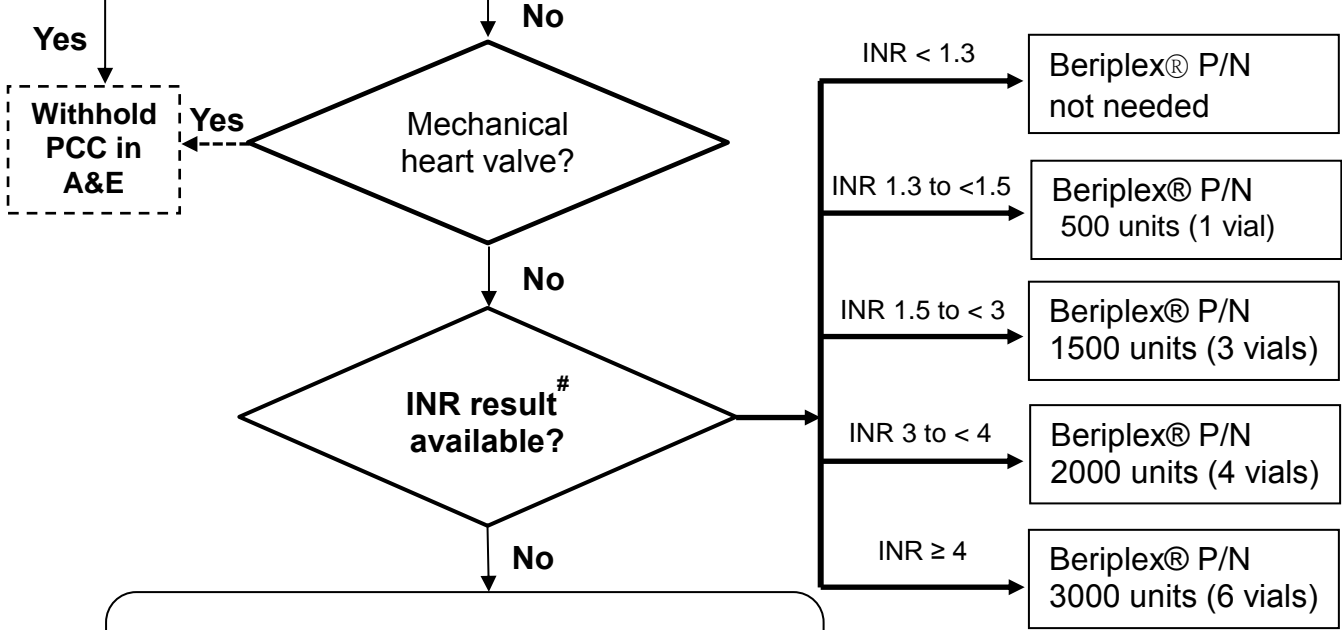 No
Yes
Withhold
PCC in
A&E
Yes
Mechanical
heart valve?
No
INR result#
available?
No
INR < 1.3
Beriplex® P/N
not needed
INR 1.3 to <1.5
Beriplex® P/N
500 units (1 vial)
INR 1.5 to < 3
Beriplex® P/N
1500 units (3 vials)
INR 3 to < 4
Beriplex® P/N
2000 units (4 vials)
INR ≥ 4
Beriplex® P/N
3000 units (6 vials)